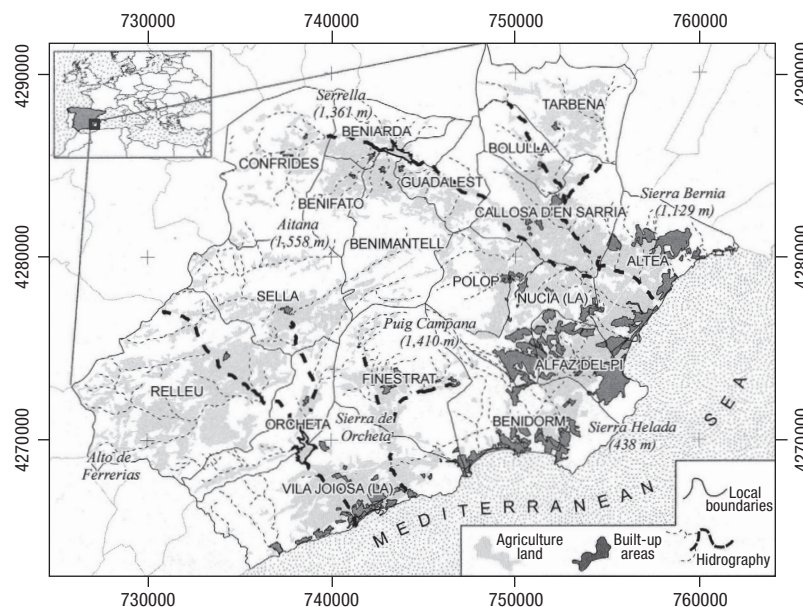 730000 740000 750000 760000
4290000
4280000
4270000
4290000
4280000
4270000
TARBENA
Serrella
(1,361 m)
BENIARDA
BOLULLA
CONFRIDES
GUADALEST
BENIFATO
CALLOSA D'EN SARRIA
Sierra Bernia
(1,129 m)
Aitana
(1,558 m)
BENIMANTELL
ALTEA
POLOP
SELLA
NUCIA (LA)
Puig Campana
(1,410 m)
ALFAZ DEL PI
FINESTRAT
RELLEU
ORCHETA
Sierra de
Orcheta
BENIDORM
Sierra Helada
(438 m)
Alto de
Ferrerias
VILA JOIOSA (LA)
MEDITERRANEAN SEA
Local
boundaries
Agriculture
land
Built-up
areas
Hidrography
730000 740000 750000 760000